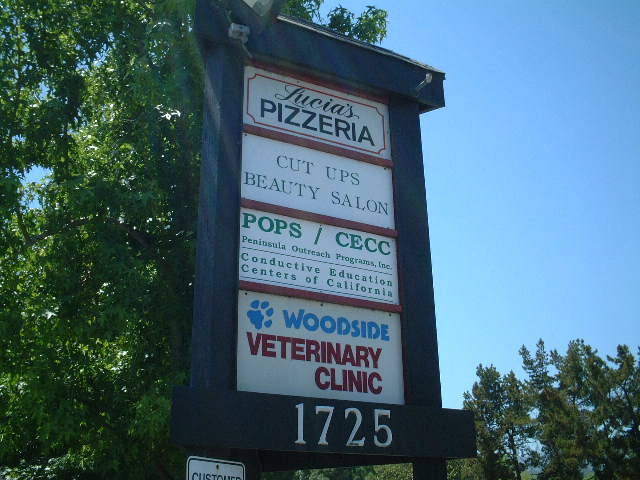 Lucia's
PIZZERIA
CUT UPS
BEAUTY SALON
POPS / CECC
Peninsula Outreach Programs, Inc.
Conductive Education
Centers of California
WOODSIDE
VETERINARY
CLINIC
1725
CUSTOMER